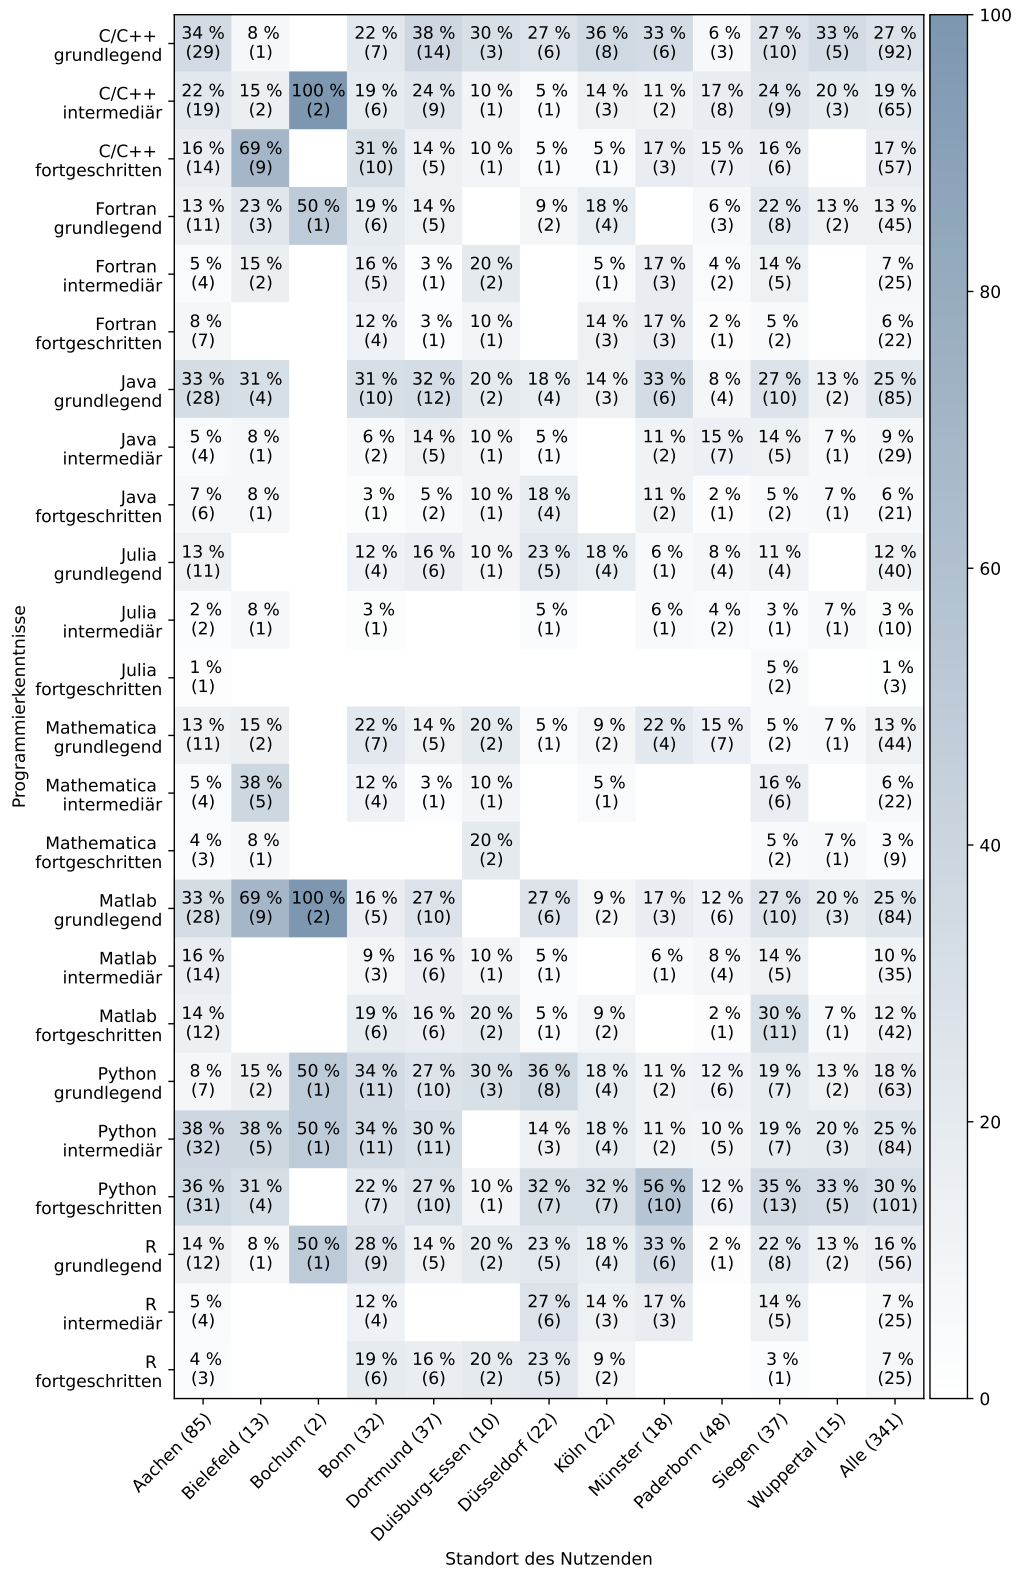 C/C++ grundlegend
34 % (29)
8 % (1)
22 % (7)
38 % (14)
30 % (3)
27 % (6)
36 % (8)
33 % (6)
6 % (3)
27 % (10)
33 % (5)
27 % (92)
C/C++ intermediär
22 % (19)
15 % (2)
100 % (2)
19 % (6)
24 % (9)
10 % (1)
5 % (1)
14 % (3)
11 % (2)
17 % (8)
24 % (9)
20 % (3)
19 % (65)
C/C++ fortgeschritten
16 % (14)
69 % (9)
31 % (10)
14 % (5)
10 % (1)
5 % (1)
5 % (1)
17 % (3)
15 % (7)
16 % (6)
17 % (57)
Fortran grundlegend
13 % (11)
23 % (3)
50 % (1)
19 % (6)
14 % (5)
9 % (2)
18 % (4)
6 % (3)
22 % (8)
13 % (2)
13 % (45)
Fortran intermediär
5 % (4)
15 % (2)
16 % (5)
3 % (1)
20 % (2)
5 % (1)
17 % (3)
4 % (2)
14 % (5)
7 % (25)
Fortran fortgeschritten
8 % (7)
12 % (4)
3 % (1)
10 % (1)
14 % (3)
17 % (3)
2 % (1)
5 % (2)
6 % (22)
Java grundlegend
33 % (28)
31 % (4)
31 % (10)
32 % (12)
20 % (2)
18 % (4)
14 % (3)
33 % (6)
8 % (4)
27 % (10)
13 % (2)
25 % (85)
Java intermediär
5 % (4)
8 % (1)
6 % (2)
14 % (5)
10 % (1)
5 % (1)
11 % (2)
15 % (7)
14 % (5)
7 % (1)
9 % (29)
Java fortgeschritten
7 % (6)
8 % (1)
3 % (1)
5 % (2)
10 % (1)
18 % (4)
11 % (2)
2 % (1)
5 % (2)
7 % (1)
6 % (21)
Julia grundlegend
13 % (11)
12 % (4)
16 % (6)
10 % (1)
23 % (5)
18 % (4)
6 % (1)
8 % (4)
11 % (4)
12 % (40)
Julia intermediär
2 % (2)
8 % (1)
3 % (1)
5 % (1)
6 % (1)
4 % (2)
3 % (1)
7 % (1)
3 % (10)
Julia fortgeschritten
1 % (1)
5 % (2)
1 % (3)
Mathematica grundlegend
13 % (11)
15 % (2)
22 % (7)
14 % (5)
20 % (2)
5 % (1)
9 % (2)
22 % (4)
15 % (7)
5 % (2)
7 % (1)
13 % (44)
Mathematica intermediär
5 % (4)
38 % (5)
12 % (4)
3 % (1)
10 % (1)
5 % (1)
16 % (6)
6 % (22)
Mathematica fortgeschritten
4 % (3)
8 % (1)
20 % (2)
5 % (2)
7 % (1)
3 % (9)
Matlab grundlegend
33 % (28)
69 % (9)
100 % (2)
16 % (5)
27 % (10)
27 % (6)
9 % (2)
17 % (3)
12 % (6)
27 % (10)
20 % (3)
25 % (84)
Matlab intermediär
16 % (14)
9 % (3)
16 % (6)
10 % (1)
5 % (1)
6 % (1)
8 % (4)
14 % (5)
10 % (35)
Matlab fortgeschritten
14 % (12)
19 % (6)
16 % (6)
20 % (2)
5 % (1)
9 % (2)
2 % (1)
30 % (11)
7 % (1)
12 % (42)
Python grundlegend
8 % (7)
15 % (2)
50 % (1)
34 % (11)
27 % (10)
30 % (3)
36 % (8)
18 % (4)
11 % (2)
12 % (6)
19 % (7)
13 % (2)
18 % (63)
Python intermediär
38 % (32)
38 % (5)
50 % (1)
34 % (11)
30 % (11)
14 % (3)
18 % (4)
11 % (2)
10 % (5)
19 % (7)
20 % (3)
25 % (84)
Python fortgeschritten
36 % (31)
31 % (4)
22 % (7)
27 % (10)
10 % (1)
32 % (7)
32 % (7)
56 % (10)
12 % (6)
35 % (13)
33 % (5)
30 % (101)
R grundlegend
14 % (12)
8 % (1)
50 % (1)
28 % (9)
14 % (5)
20 % (2)
23 % (5)
18 % (4)
33 % (6)
2 % (1)
22 % (8)
13 % (2)
16 % (56)
R intermediär
5 % (4)
12 % (4)
27 % (6)
14 % (3)
17 % (3)
14 % (5)
7 % (25)
R fortgeschritten
4 % (3)
19 % (6)
16 % (6)
20 % (2)
23 % (5)
9 % (2)
3 % (1)
7 % (25)
Programmierkenntnisse
Aachen (85)
Bielefeld (13)
Bochum (2)
Bonn (32)
Dortmund (37)
Duisburg-Essen (10)
Düsseldorf (22)
Köln (22)
Münster (18)
Paderborn (48)
Siegen (37)
Wuppertal (15)
Alle (341)
Standort des Nutzenden
100
80
60
40
20
0